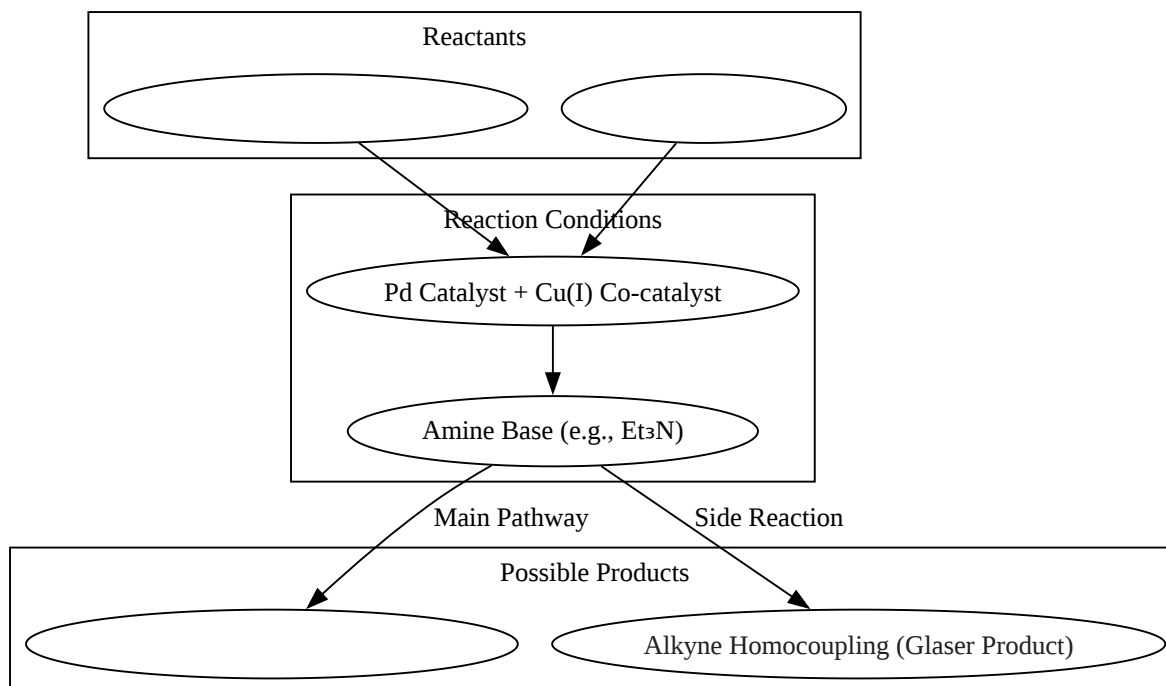 Reactants
Reaction Conditions
Pd Catalyst + Cu(I) Co-catalyst
Amine Base (e.g., Et₃N)
Main Pathway
Side Reaction
Possible Products
Alkyne Homocoupling (Glaser Product)